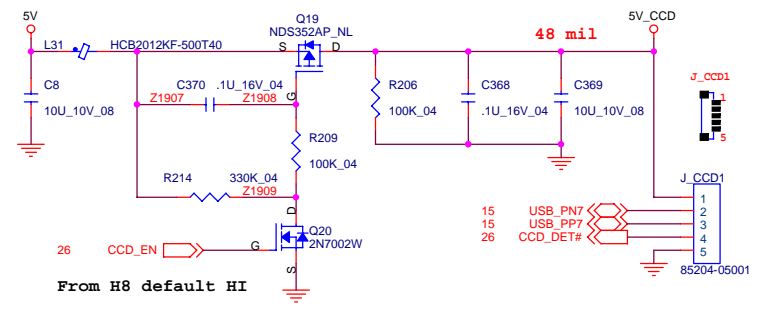 5V
L31
HCB2012KF-500T40
Q19
NDS352AP_NL
S
D
G
48 mil
5V_CCD
C8
10U_10V_08
C370
.1U_16V_04
Z1907
Z1908
R206
100K_04
C368
.1U_16V_04
C369
10U_10V_08
J_CCD1
1
5
R209
100K_04
R214
330K_04
Z1909
D
Q20
2N7002W
G
S
26
CCD_EN
From H8 default HI
J_CCD1
15
USB_PN7
15
USB_PP7
26
CCD_DET#
1
2
3
4
5
85204-05001